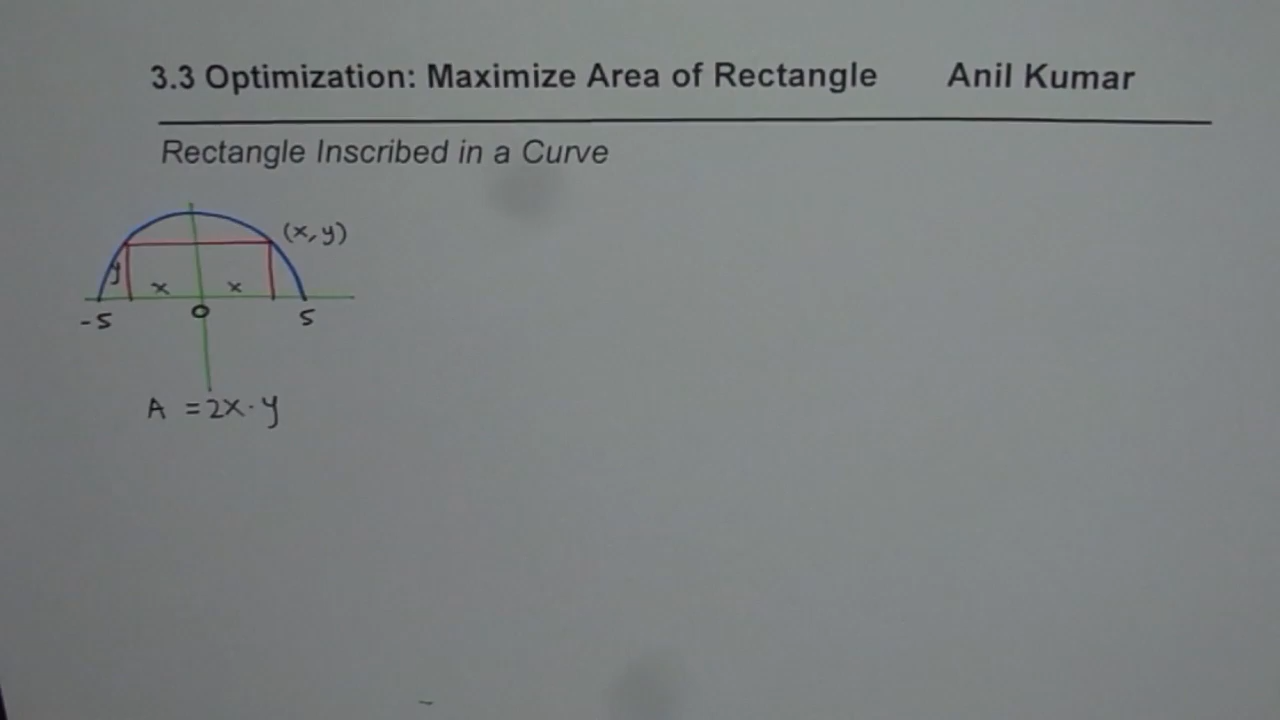 3.3 Optimization: Maximize Area of Rectangle Anil Kumar
Rectangle Inscribed in a Curve
(x, y)
y x x
-5 0 5
A = 2x · y